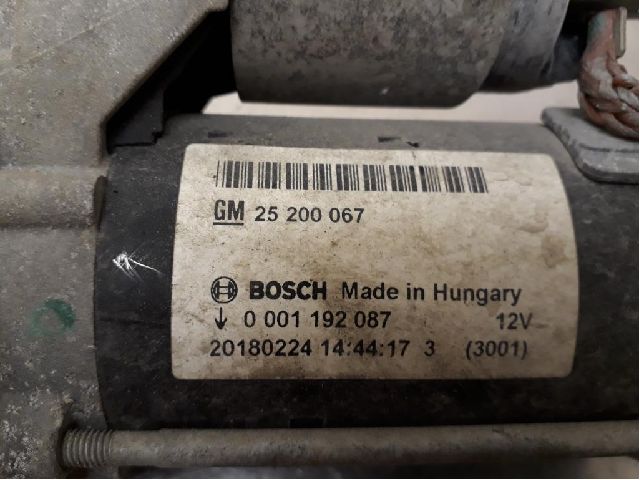 GM 25 200 067
BOSCH Made in Hungary
↓ 0 001 192 087 12V
20180224 14:44:17 3 (3001)